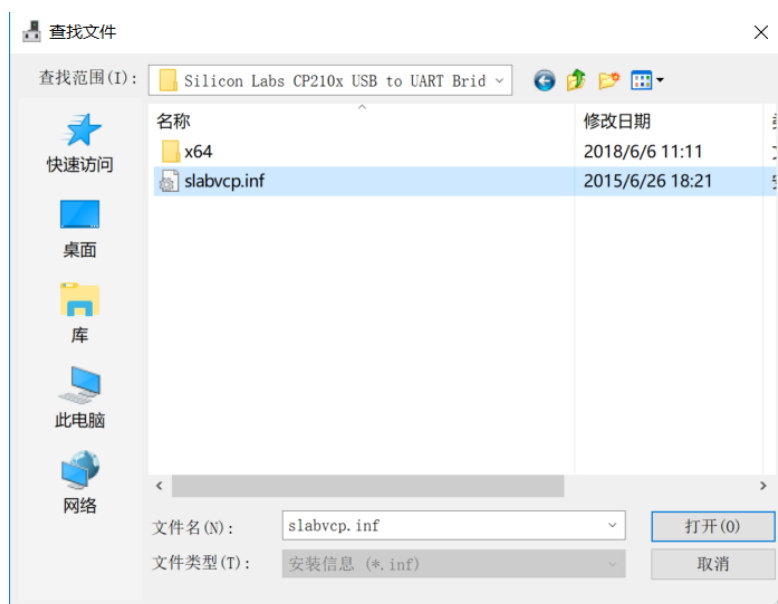 查找文件
查找范围(I):
Silicon Labs CP210x USB to UART Brid
名称
修改日期
x64
2018/6/6 11:11
slabvcp.inf
2015/6/26 18:21
快速访问
桌面
库
此电脑
网络
文件名(N):
slabvcp.inf
打开(O)
文件类型(T):
安装信息 (*.inf)
取消